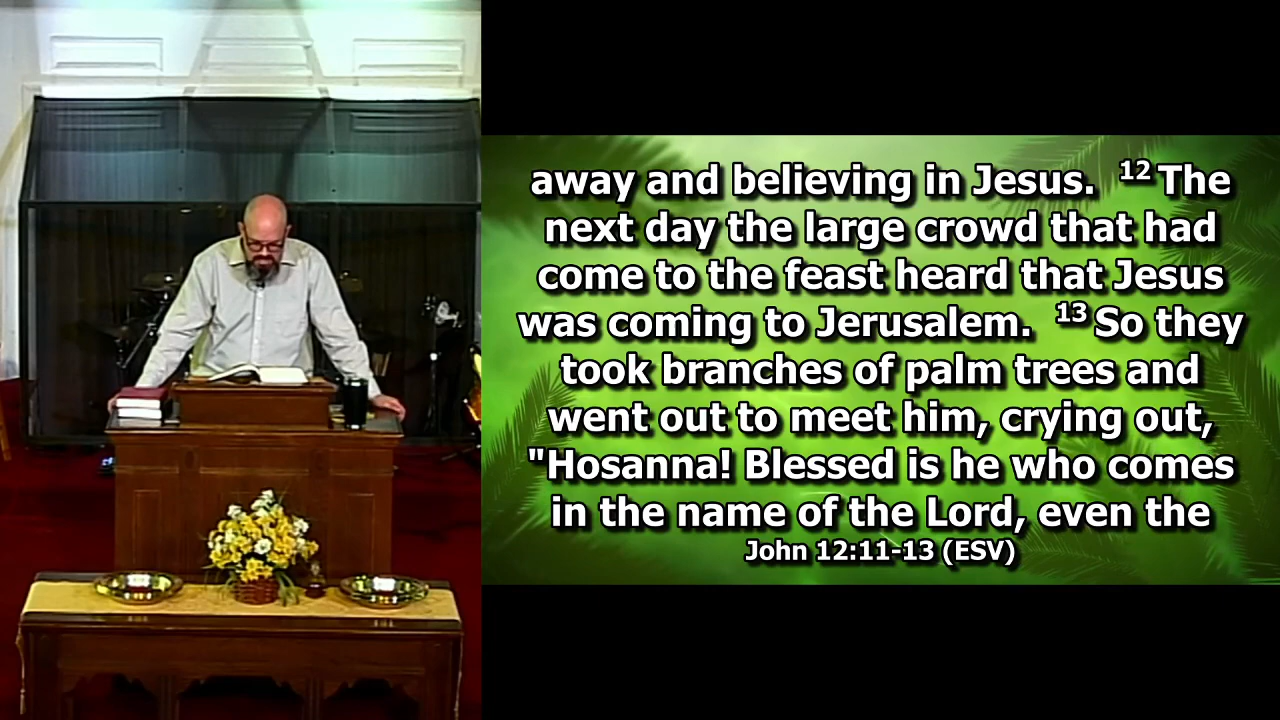 away and believing in Jesus. 12 The
next day the large crowd that had
come to the feast heard that Jesus
was coming to Jerusalem. 13 So they
took branches of palm trees and
went out to meet him, crying out,
"Hosanna! Blessed is he who comes
in the name of the Lord, even the
John 12:11-13 (ESV)